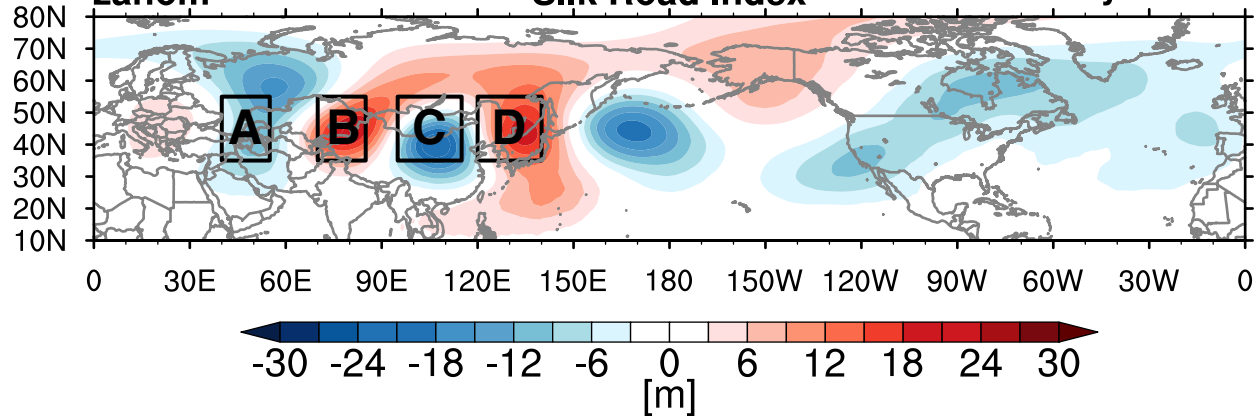 Silk Road Index
80N
70N
60N
50N
40N
30N
20N
10N
A B C D
0 30E 60E 90E 120E 150E 180 150W 120W 90W 60W 30W 0
-30 -24 -18 -12 -6 0 6 12 18 24 30
[m]